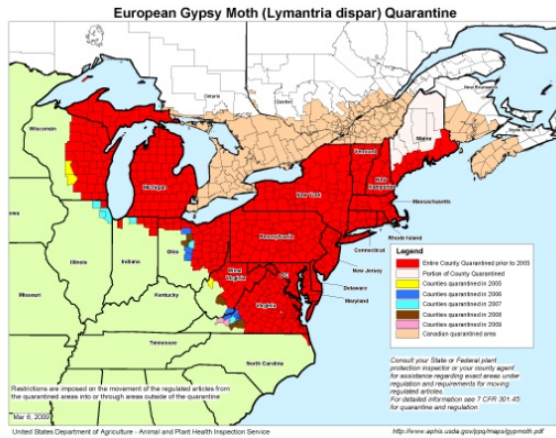 European Gypsy Moth (Lymantria dispar) Quarantine
Ontario
Quebec
New Brunswick
Nova Scotia
Maine
Wisconsin
Vermont
New Hampshire
Michigan
New York
Massachusetts
Rhode Island
Connecticut
Pennsylvania
New Jersey
Delaware
Maryland
Illinois
Indiana
Ohio
West Virginia
DC
Virginia
Missouri
Kentucky
Tennessee
North Carolina
Legend
Entire County Quarantined prior to 2005
Portion of County Quarantined
Counties quarantined in 2005
Counties quarantined in 2006
Counties quarantined in 2007
Counties quarantined in 2008
Counties quarantined in 2009
Canadian quarantined area
Consult your State or Federal plant
protection inspector or your county agent
for assistance regarding exact areas under
regulation and requirements for moving
regulated articles.
For detailed information see 7 CFR 301.45
for quarantine and regulation.
Restrictions are imposed on the movement of the regulated articles from
the quarantined areas into or through areas outside of the quarantine
Mar 6, 2009
United States Department of Agriculture - Animal and Plant Health Inspection Service
http://www.aphis.usda.gov/ppq/maps/gypmoth.pdf